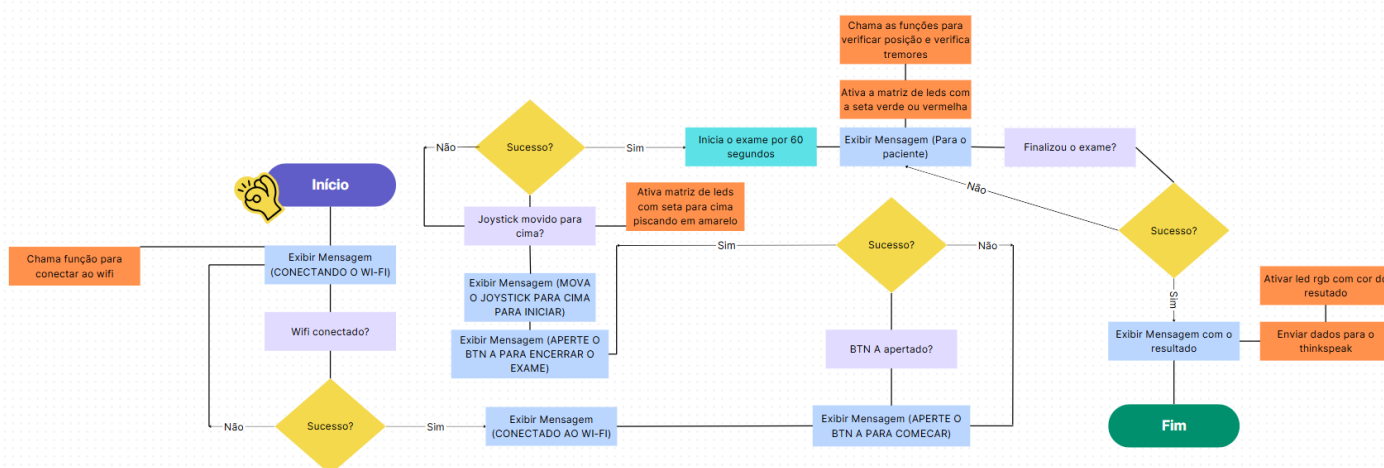 Início
Chama função para
conectar ao wifi
Exibir Mensagem
(CONECTANDO O WI-FI)
Wifi conectado?
Sucesso?
Não
Sim
Exibir Mensagem
(CONECTADO AO WI-FI)
Exibir Mensagem (APERTE O
BTN A PARA COMECAR)
BTN A apertado?
Sucesso?
Não
Sim
Exibir Mensagem (APERTE O
BTN A PARA ENCERRAR O
EXAME)
Exibir Mensagem (MOVA
O JOYSTICK PARA CIMA
PARA INICIAR)
Joystick movido para
cima?
Ativa matriz de leds
com seta para cima
piscando em amarelo
Sucesso?
Não
Sim
Inicia o exame por 60
segundos
Exibir Mensagem (Para o
paciente)
Ativa a matriz de leds com
a seta verde ou vermelha
Chama as funções para
verificar posição e verifica
tremores
Finalizou o exame?
Sucesso?
Não
Sim
Exibir Mensagem com o
resultado
Enviar dados para o
thinkspeak
Ativar led rgb com cor do
resutado
Fim